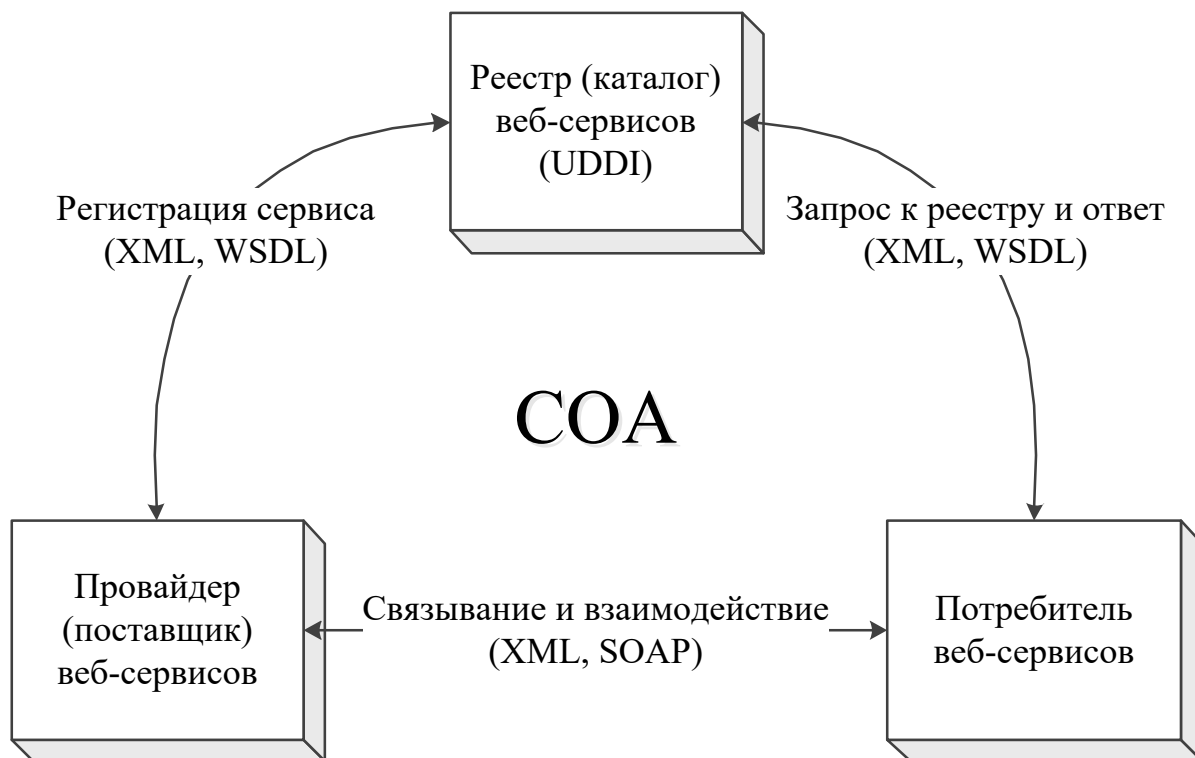 Реестр (каталог)
веб-сервисов
(UDDI)
Регистрация сервиса
(XML, WSDL)
Запрос к реестру и ответ
(XML, WSDL)
СОА
Провайдер
(поставщик)
веб-сервисов
Связывание и взаимодействие
(XML, SOAP)
Потребитель
веб-сервисов